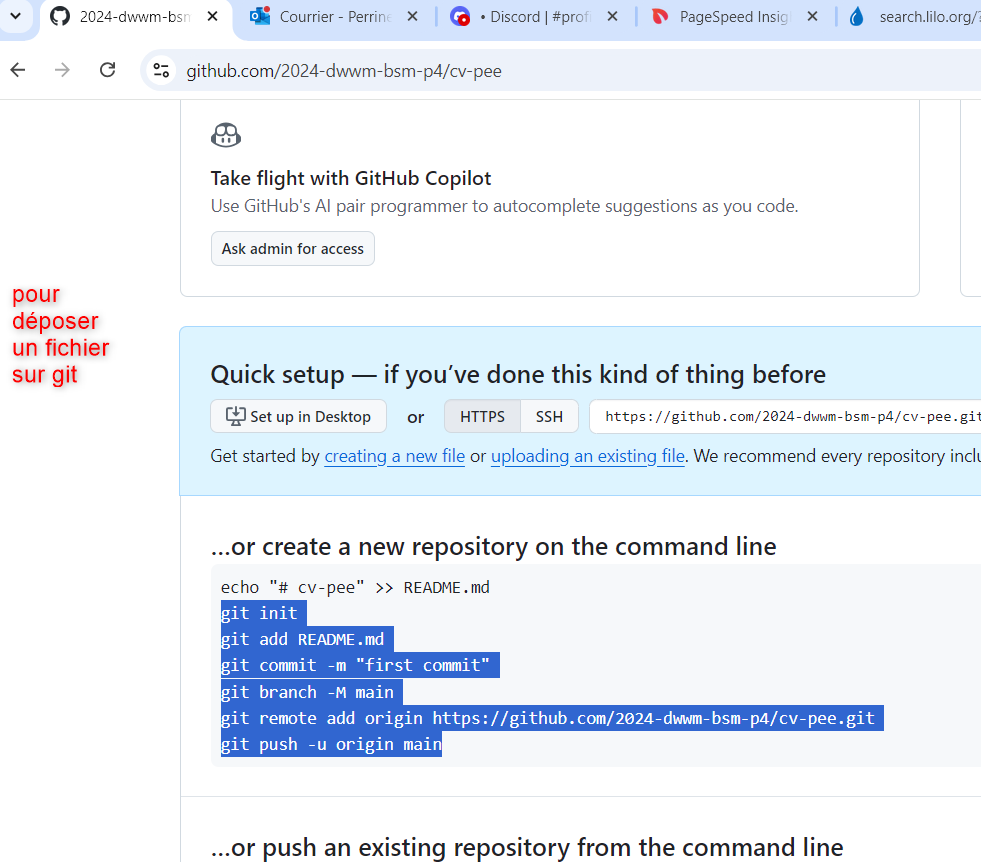 2024-dwwm-bsm
Courrier - Perrine
• Discord | #profi
PageSpeed Insig
search.lilo.org/?
github.com/2024-dwwm-bsm-p4/cv-pee
Take flight with GitHub Copilot
Use GitHub's AI pair programmer to autocomplete suggestions as you code.
Ask admin for access
pour
déposer
un fichier
sur git
Quick setup — if you’ve done this kind of thing before
Set up in Desktop or HTTPS SSH https://github.com/2024-dwwm-bsm-p4/cv-pee.git
Get started by creating a new file or uploading an existing file. We recommend every repository inclu
…or create a new repository on the command line
echo "# cv-pee" >> README.md
git init
git add README.md
git commit -m "first commit"
git branch -M main
git remote add origin https://github.com/2024-dwwm-bsm-p4/cv-pee.git
git push -u origin main
…or push an existing repository from the command line